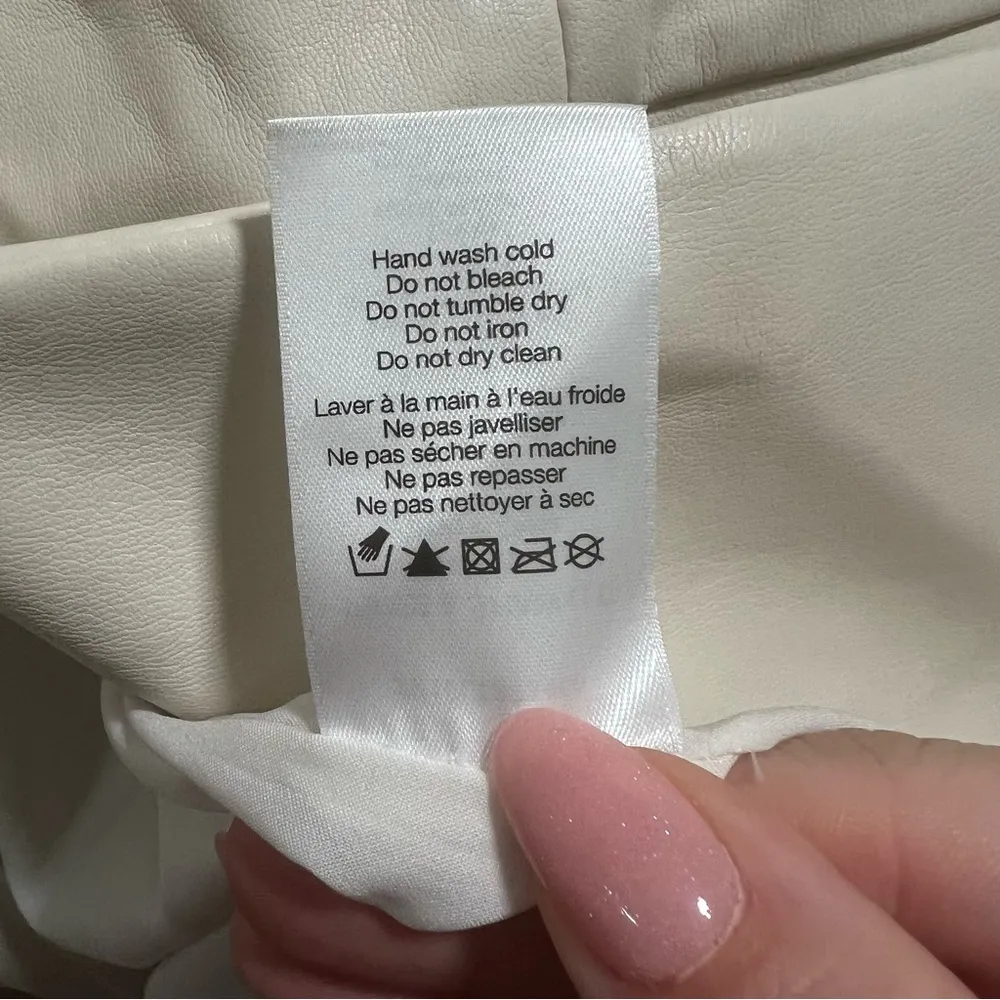 Hand wash cold
Do not bleach
Do not tumble dry
Do not iron
Do not dry clean
Laver à la main à l'eau froide
Ne pas javelliser
Ne pas sécher en machine
Ne pas repasser
Ne pas nettoyer à sec